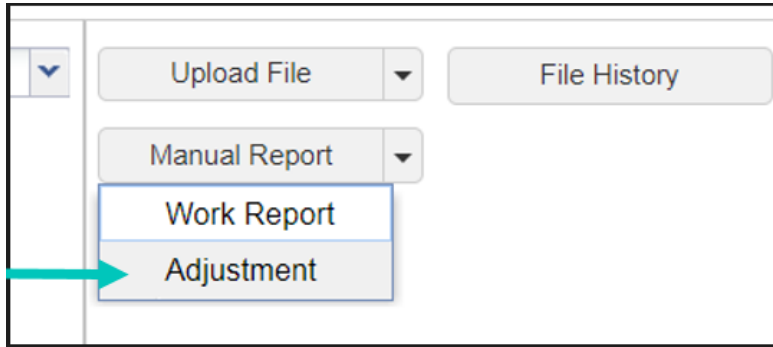 Upload File
File History
Manual Report
Work Report
Adjustment